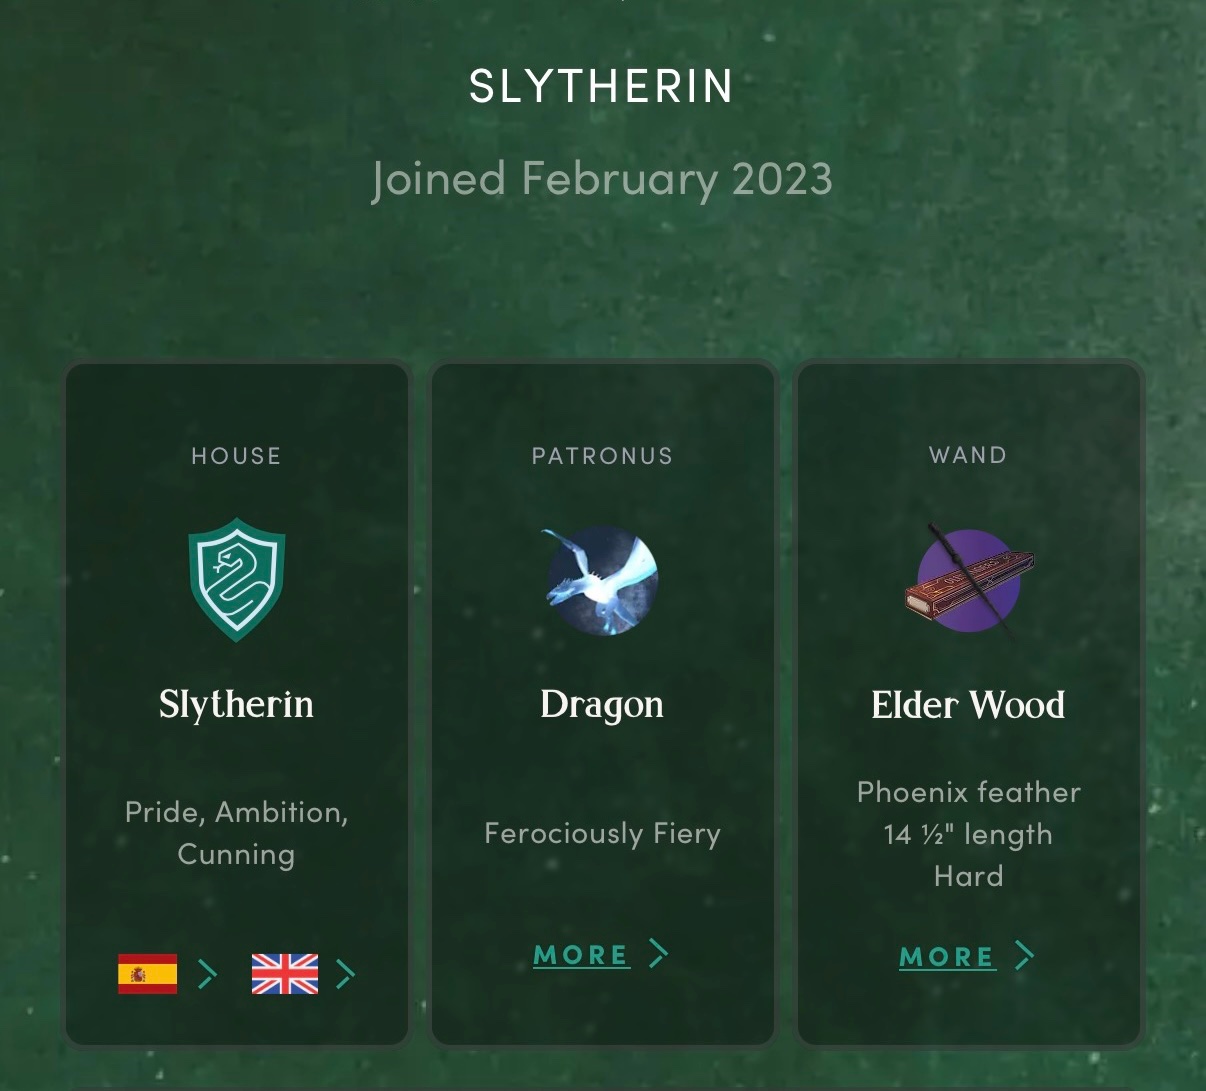 SLYTHERIN
Joined February 2023
HOUSE
Slytherin
Pride, Ambition,
Cunning
PATRONUS
Dragon
Ferociously Fiery
MORE
WAND
Elder Wood
Phoenix feather
14 ½" length
Hard
MORE